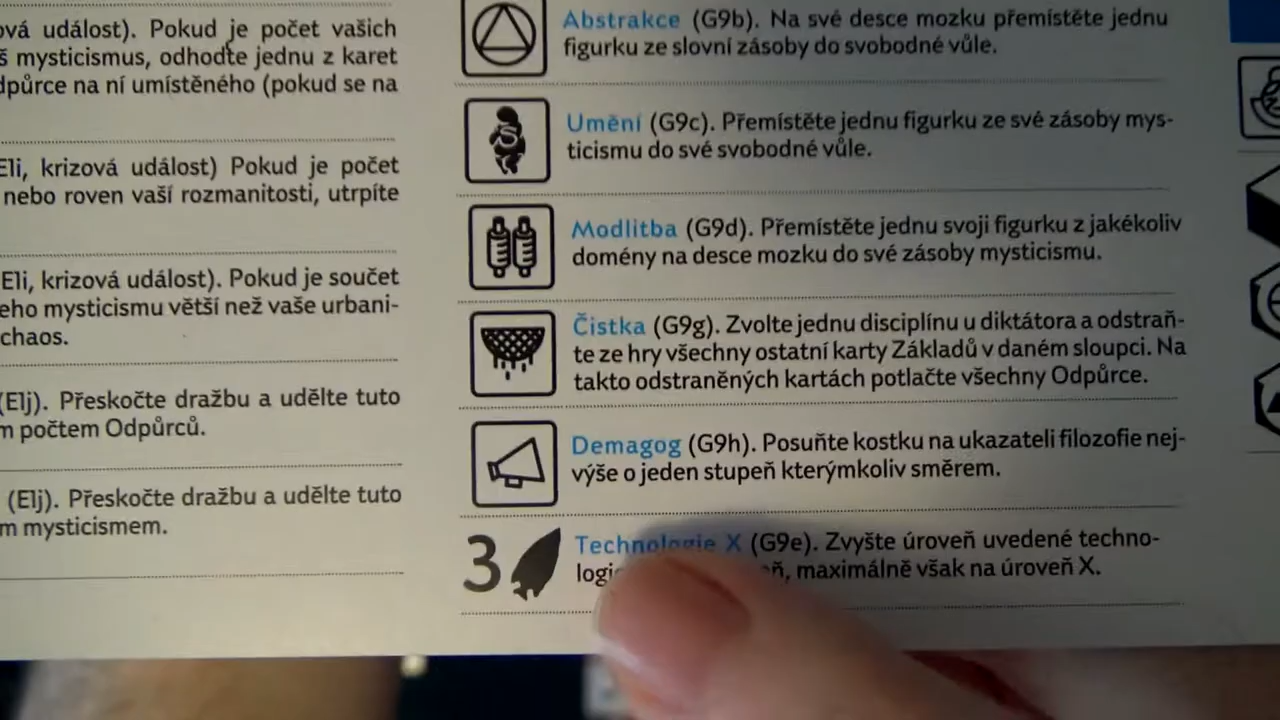 ová událost). Pokud je počet vašich
š mysticismus, odhoďte jednu z karet
dpůrce na ní umístěného (pokud se na
Eli, krizová událost) Pokud je počet
nebo roven vaší rozmanitosti, utrpíte
Eli, krizová událost). Pokud je součet
eho mysticismu větší než vaše urbani-
chaos.
(Elj). Přeskočte dražbu a udělte tuto
m počtem Odpůrců.
(Elj). Přeskočte dražbu a udělte tuto
m mysticismem.
Abstrakce (G9b). Na své desce mozku přemístěte jednu
figurku ze slovní zásoby do svobodné vůle.
Umění (G9c). Přemístěte jednu figurku ze své zásoby mys-
ticismu do své svobodné vůle.
Modlitba (G9d). Přemístěte jednu svoji figurku z jakékoliv
domény na desce mozku do své zásoby mysticismu.
Čistka (G9g). Zvolte jednu disciplínu u diktátora a odstraň-
te ze hry všechny ostatní karty Základů v daném sloupci. Na
takto odstraněných kartách potlačte všechny Odpůrce.
Demagog (G9h). Posuňte kostku na ukazateli filozofie nej-
výše o jeden stupeň kterýmkoliv směrem.
3 Technologie X (G9e). Zvyšte úroveň uvedené techno-
logi eň, maximálně však na úroveň X.